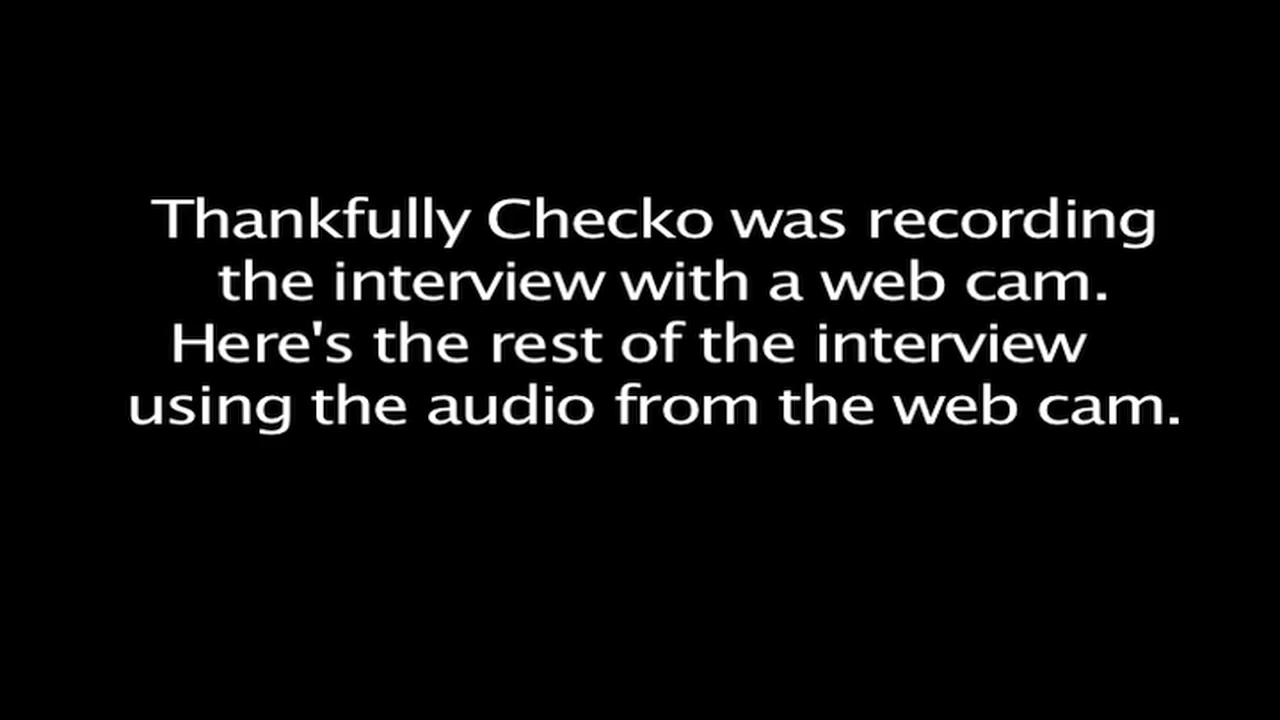 Thankfully Checko was recording
the interview with a web cam.
Here's the rest of the interview
using the audio from the web cam.